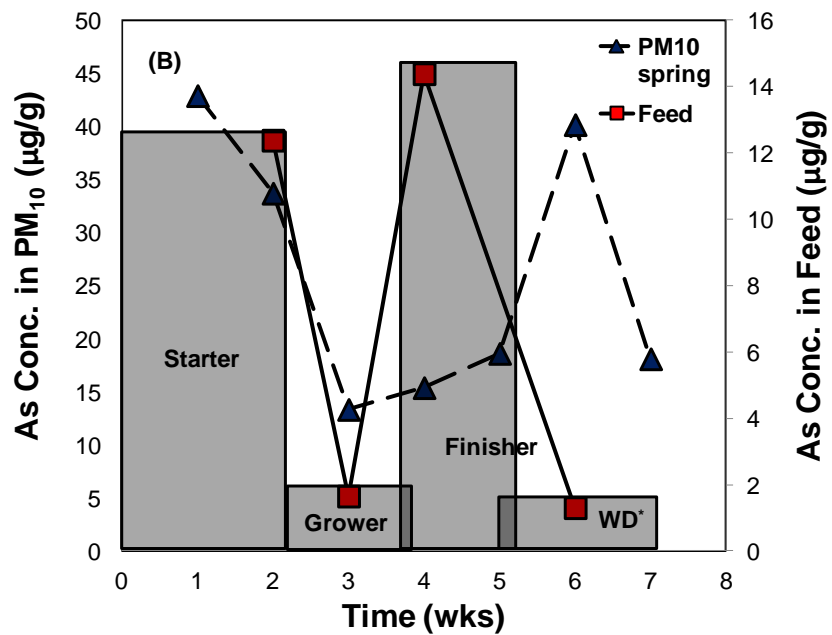 (B)
PM10
spring
Feed
As Conc. in PM10 (µg/g)
50
45
40
35
30
25
20
15
10
5
0
16
14
12
10
8
6
4
2
0
As Conc. in Feed (µg/g)
Starter
Grower
Finisher
WD*
0 1 2 3 4 5 6 7 8
Time (wks)